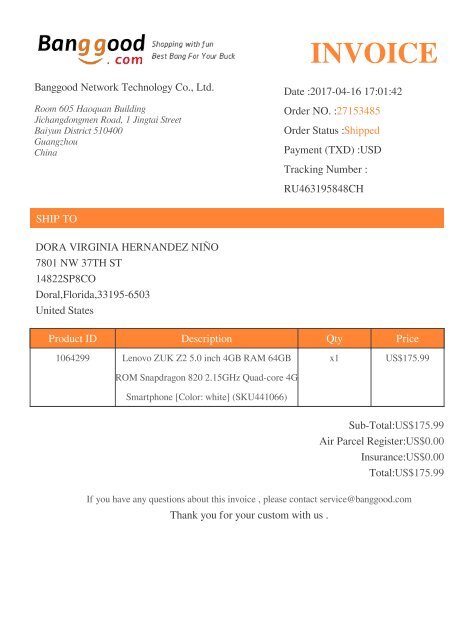 Banggood
.com
Shopping with fun
Best Bang For Your Buck
INVOICE
Banggood Network Technology Co., Ltd.
Room 605 Haoquan Building
Jichangdongmen Road, 1 Jingtai Street
Baiyun District 510400
Guangzhou
China
Date :2017-04-16 17:01:42
Order NO. :27153485
Order Status :Shipped
Payment (TXD) :USD
Tracking Number :
RU463195848CH
SHIP TO
DORA VIRGINIA HERNANDEZ NIÑO
7801 NW 37TH ST
14822SP8CO
Doral,Florida,33195-6503
United States
Product ID Description Qty Price
1064299 Lenovo ZUK Z2 5.0 inch 4GB RAM 64GB x1 US$175.99
ROM Snapdragon 820 2.15GHz Quad-core 4G
Smartphone [Color: white] (SKU441066)
Sub-Total:US$175.99
Air Parcel Register:US$0.00
Insurance:US$0.00
Total:US$175.99
If you have any questions about this invoice , please contact service@banggood.com
Thank you for your custom with us .